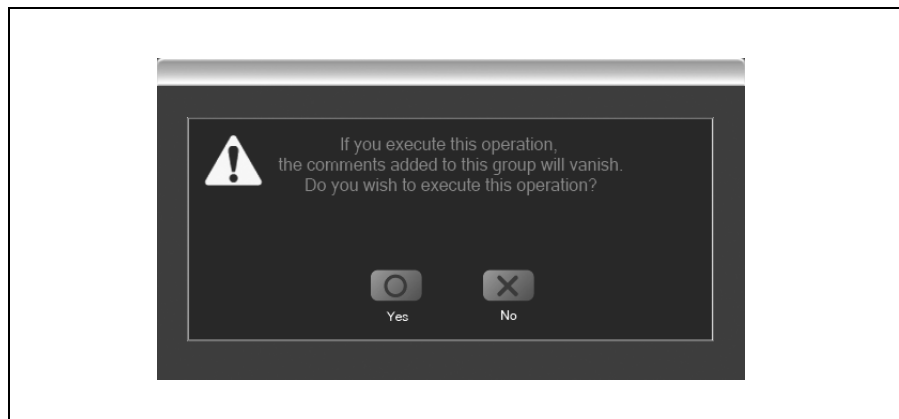 If you execute this operation,
the comments added to this group will vanish.
Do you wish to execute this operation?
Yes
No